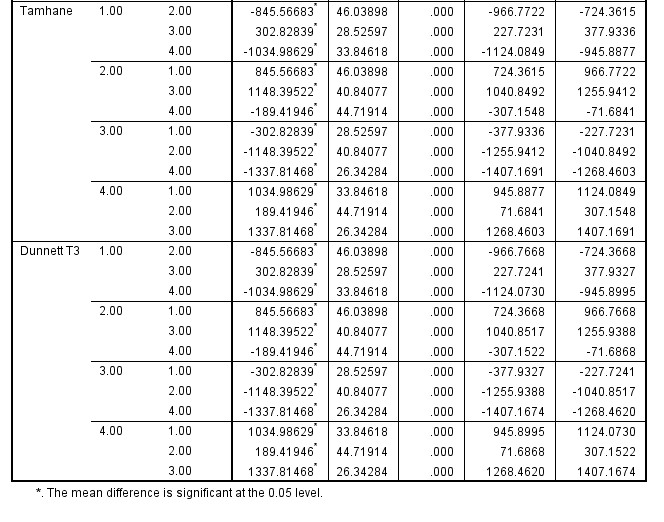 Tamhane 1.00 2.00 -845.56683* 46.03898 .000 -966.7722 -724.3615
3.00 302.82839* 28.52597 .000 227.7231 377.9336
4.00 -1034.98629* 33.84618 .000 -1124.0849 -945.8877
2.00 1.00 845.56683* 46.03898 .000 724.3615 966.7722
3.00 1148.39522* 40.84077 .000 1040.8492 1255.9412
4.00 -189.41946* 44.71914 .000 -307.1548 -71.6841
3.00 1.00 -302.82839* 28.52597 .000 -377.9336 -227.7231
2.00 -1148.39522* 40.84077 .000 -1255.9412 -1040.8492
4.00 -1337.81468* 26.34284 .000 -1407.1691 -1268.4603
4.00 1.00 1034.98629* 33.84618 .000 945.8877 1124.0849
2.00 189.41946* 44.71914 .000 71.6841 307.1548
3.00 1337.81468* 26.34284 .000 1268.4603 1407.1691
Dunnett T3 1.00 2.00 -845.56683* 46.03898 .000 -966.7668 -724.3668
3.00 302.82839* 28.52597 .000 227.7241 377.9327
4.00 -1034.98629* 33.84618 .000 -1124.0730 -945.8995
2.00 1.00 845.56683* 46.03898 .000 724.3668 966.7668
3.00 1148.39522* 40.84077 .000 1040.8517 1255.9388
4.00 -189.41946* 44.71914 .000 -307.1522 -71.6868
3.00 1.00 -302.82839* 28.52597 .000 -377.9327 -227.7241
2.00 -1148.39522* 40.84077 .000 -1255.9388 -1040.8517
4.00 -1337.81468* 26.34284 .000 -1407.1674 -1268.4620
4.00 1.00 1034.98629* 33.84618 .000 945.8995 1124.0730
2.00 189.41946* 44.71914 .000 71.6868 307.1522
3.00 1337.81468* 26.34284 .000 1268.4620 1407.1674
*. The mean difference is significant at the 0.05 level.